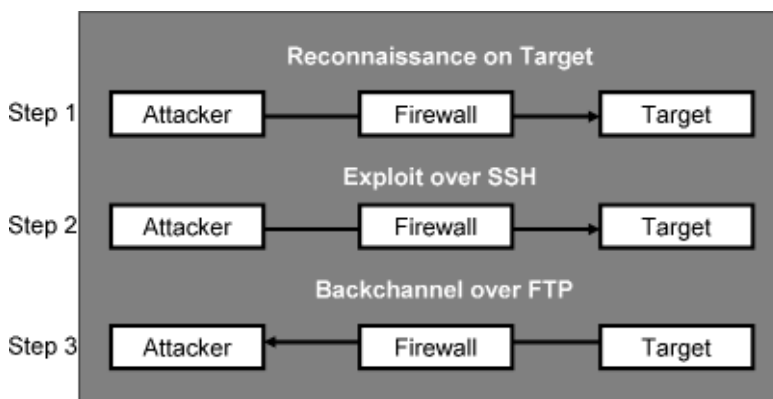 Reconnaissance on Target
Step 1 Attacker Firewall Target
Exploit over SSH
Step 2 Attacker Firewall Target
Backchannel over FTP
Step 3 Attacker Firewall Target